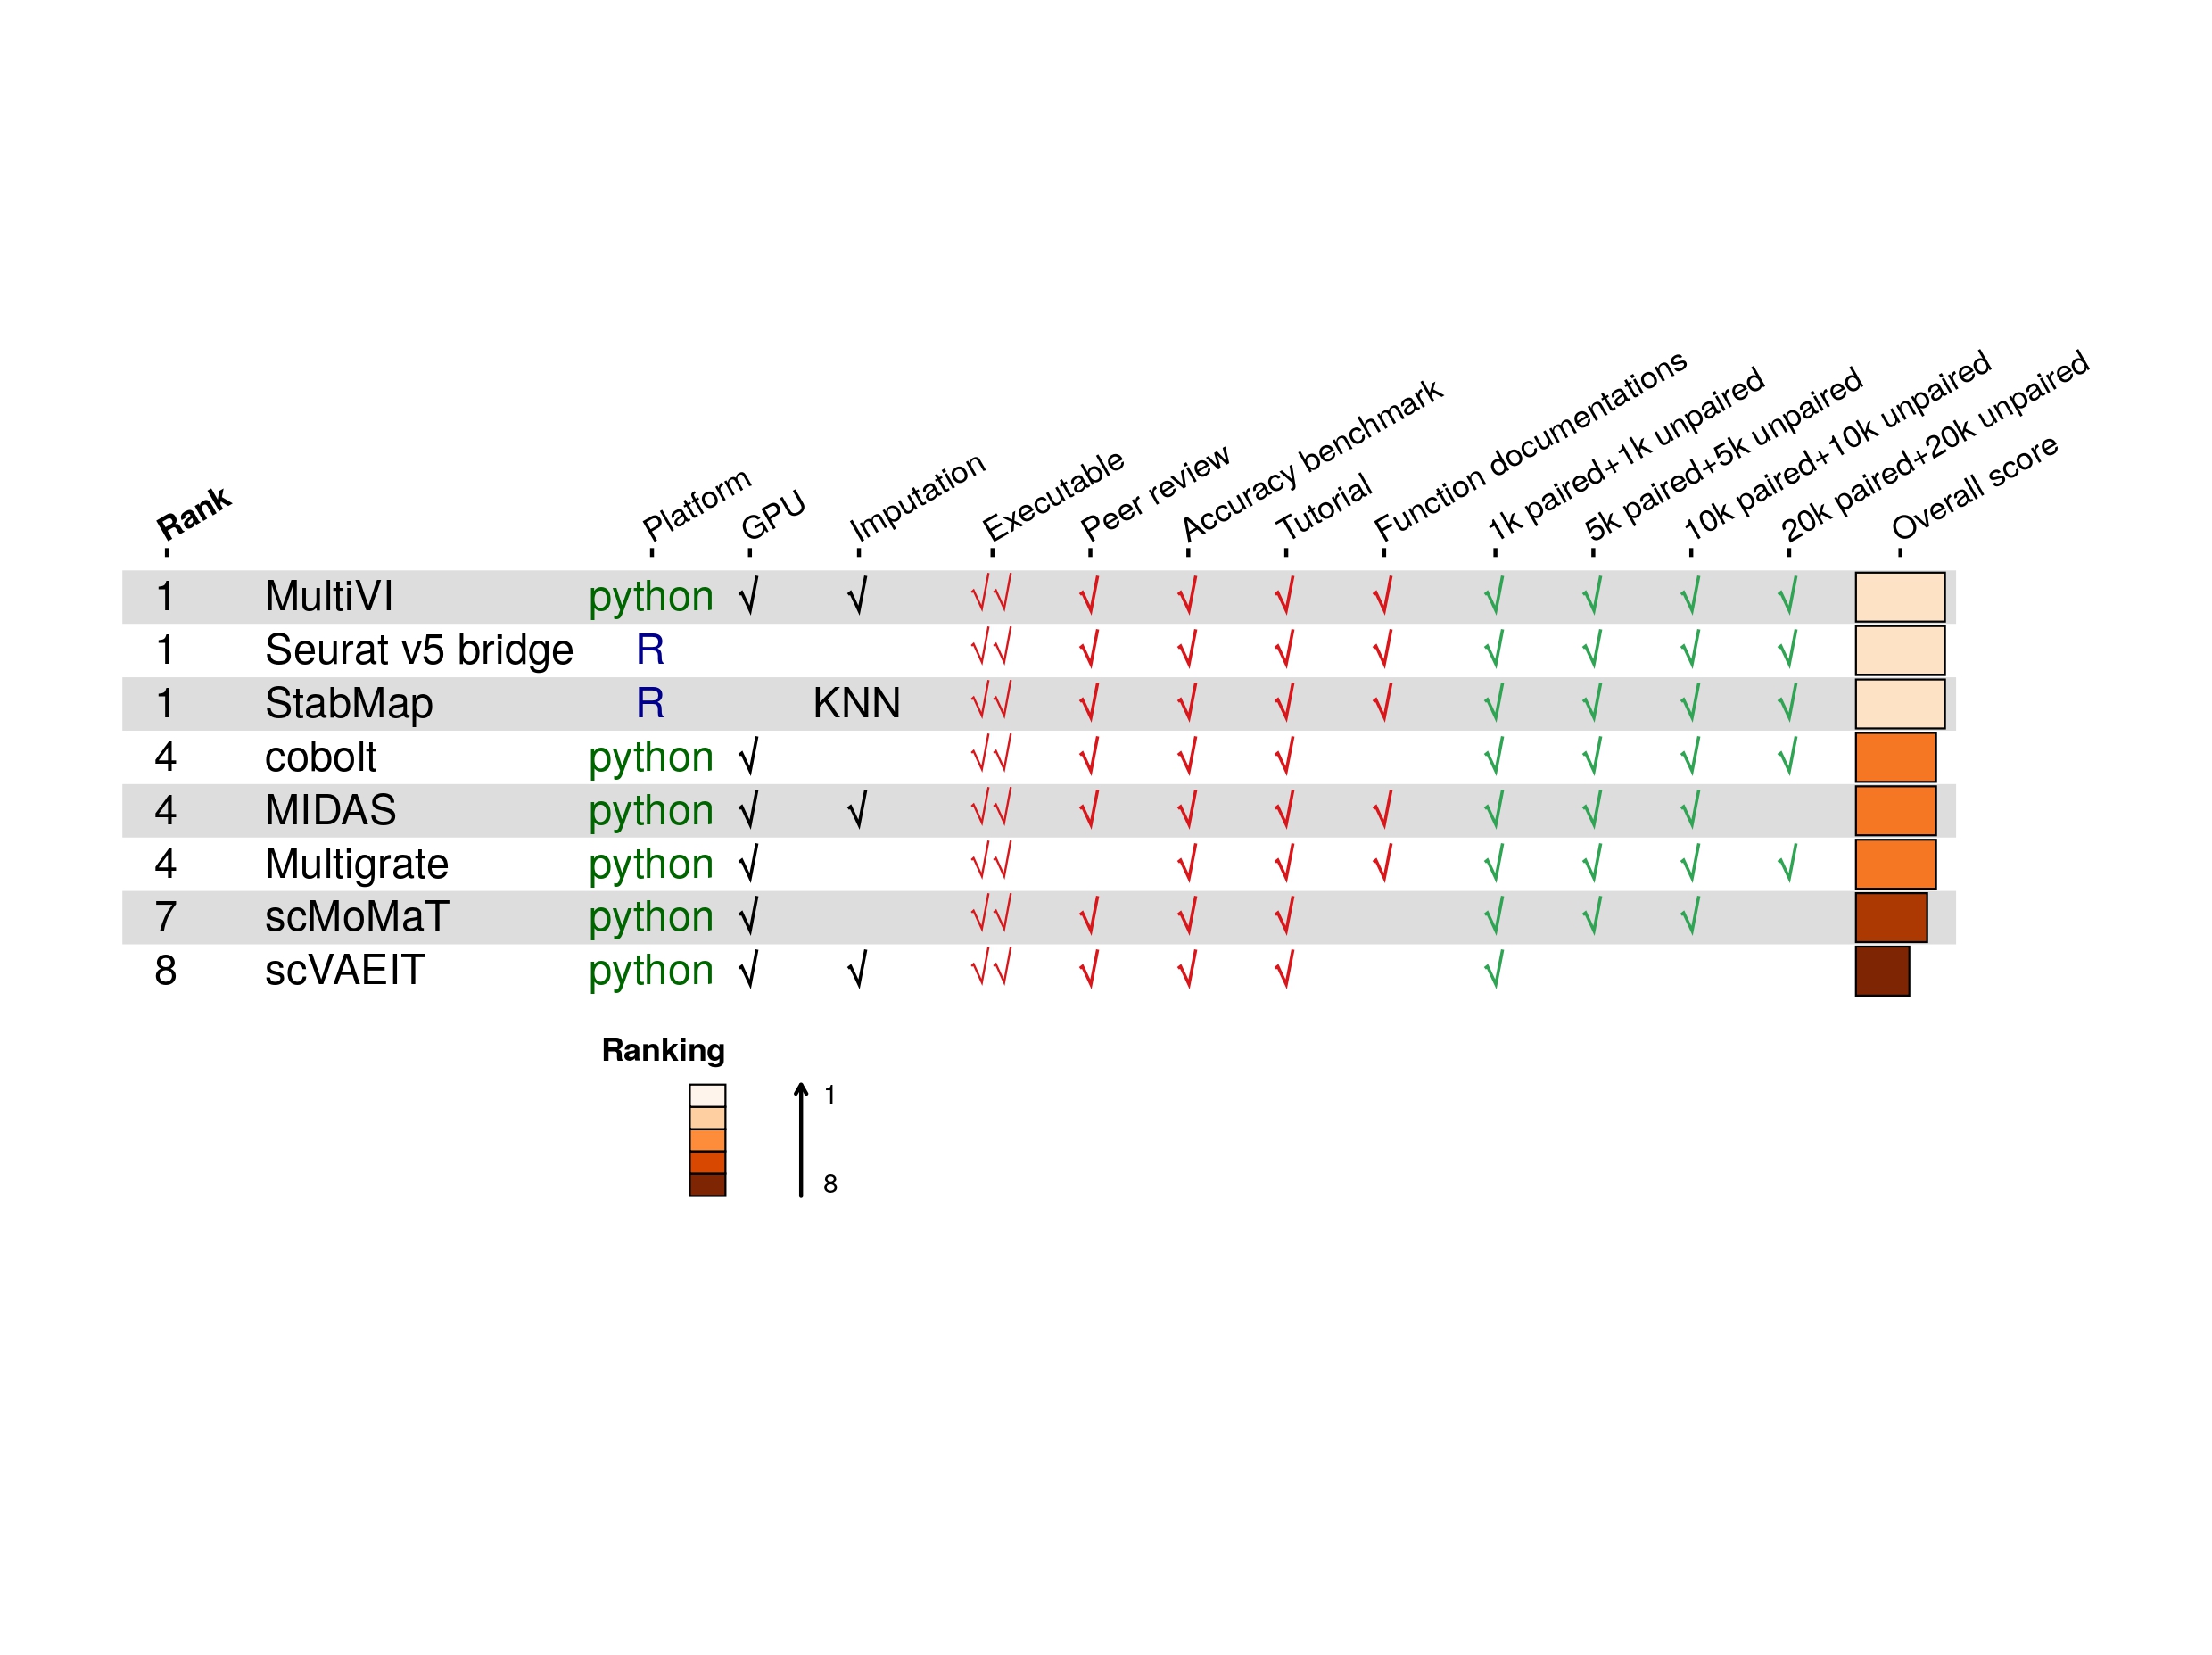 Rank Platform GPU Imputation Executable Peer review Accuracy benchmark Tutorial Function documentations 1k paired+1k unpaired 5k paired+5k unpaired 10k paired+10k unpaired 20k paired+20k unpaired Overall score
1 MultiVI python √ √ √√ √ √ √ √ √ √ √ √
1 Seurat v5 bridge R √√ √ √ √ √ √ √ √ √
1 StabMap R KNN √√ √ √ √ √ √ √ √ √
4 cobolt python √ √√ √ √ √ √ √ √ √
4 MIDAS python √ √ √√ √ √ √ √ √ √ √
4 Multigrate python √ √√ √ √ √ √ √ √ √
7 scMoMaT python √ √√ √ √ √ √ √ √
8 scVAEIT python √ √ √√ √ √ √ √
Ranking
1
8